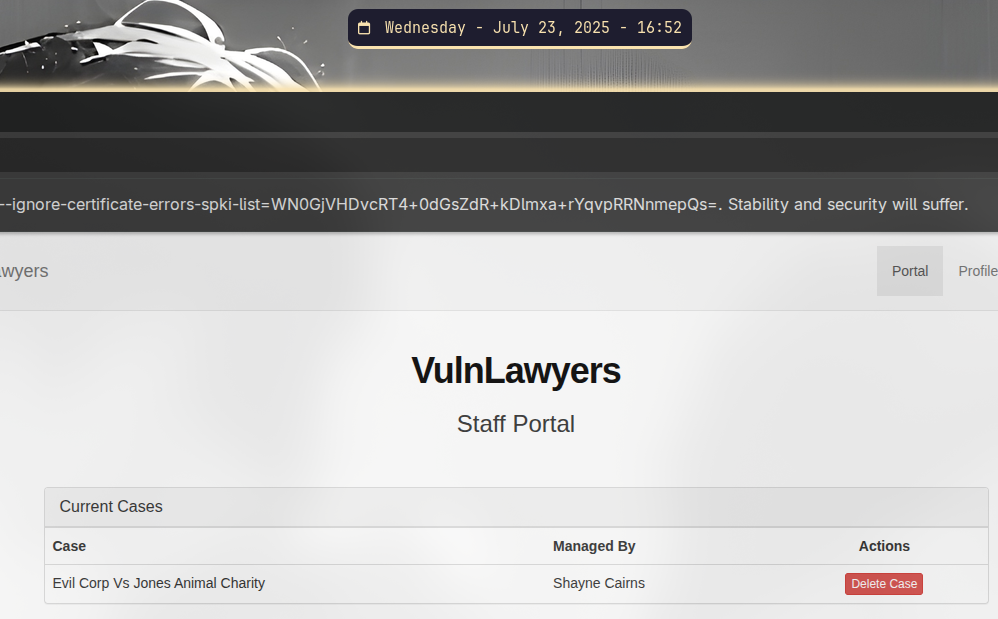 Wednesday - July 23, 2025 - 16:52
--ignore-certificate-errors-spki-list=WN0GjVHDvcRT4+0dGsZdR+kDlmxa+rYqvpRRNnmepQs=. Stability and security will suffer.
awyers
Portal
Profile
VulnLawyers
Staff Portal
Current Cases
Case Managed By Actions
Evil Corp Vs Jones Animal Charity Shayne Cairns Delete Case